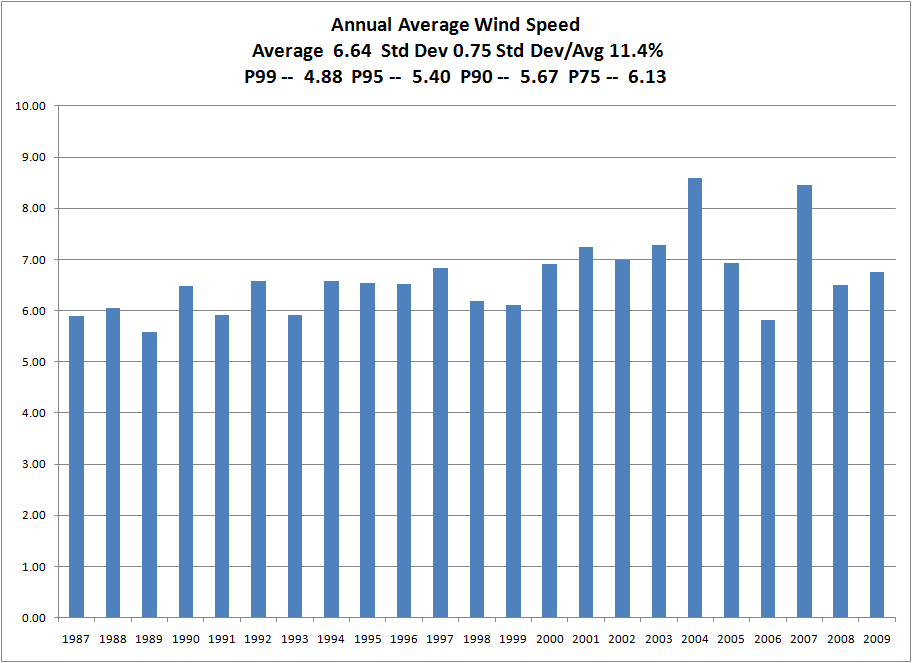 Annual Average Wind Speed
Average  6.64  Std Dev 0.75 Std Dev/Avg 11.4%
P99 --  4.88  P95 --  5.40  P90 --  5.67  P75 --  6.13
10.00
9.00
8.00
7.00
6.00
5.00
4.00
3.00
2.00
1.00
0.00
1987 1988 1989 1990 1991 1992 1993 1994 1995 1996 1997 1998 1999 2000 2001 2002 2003 2004 2005 2006 2007 2008 2009